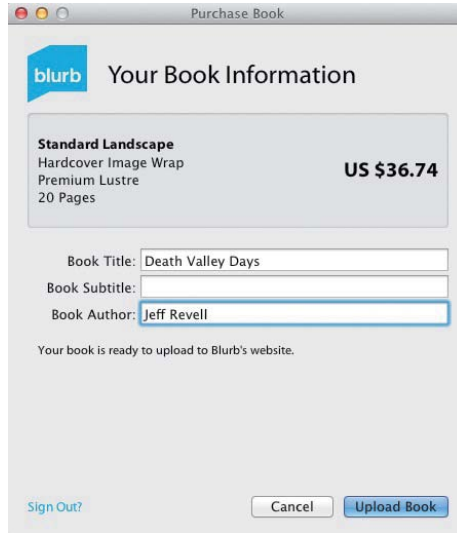 Purchase Book
blurb
Your Book Information
Standard Landscape
Hardcover Image Wrap
Premium Lustre
20 Pages
US $36.74
Book Title: Death Valley Days
Book Subtitle:
Book Author: Jeff Revell
Your book is ready to upload to Blurb's website.
Sign Out?
Cancel
Upload Book